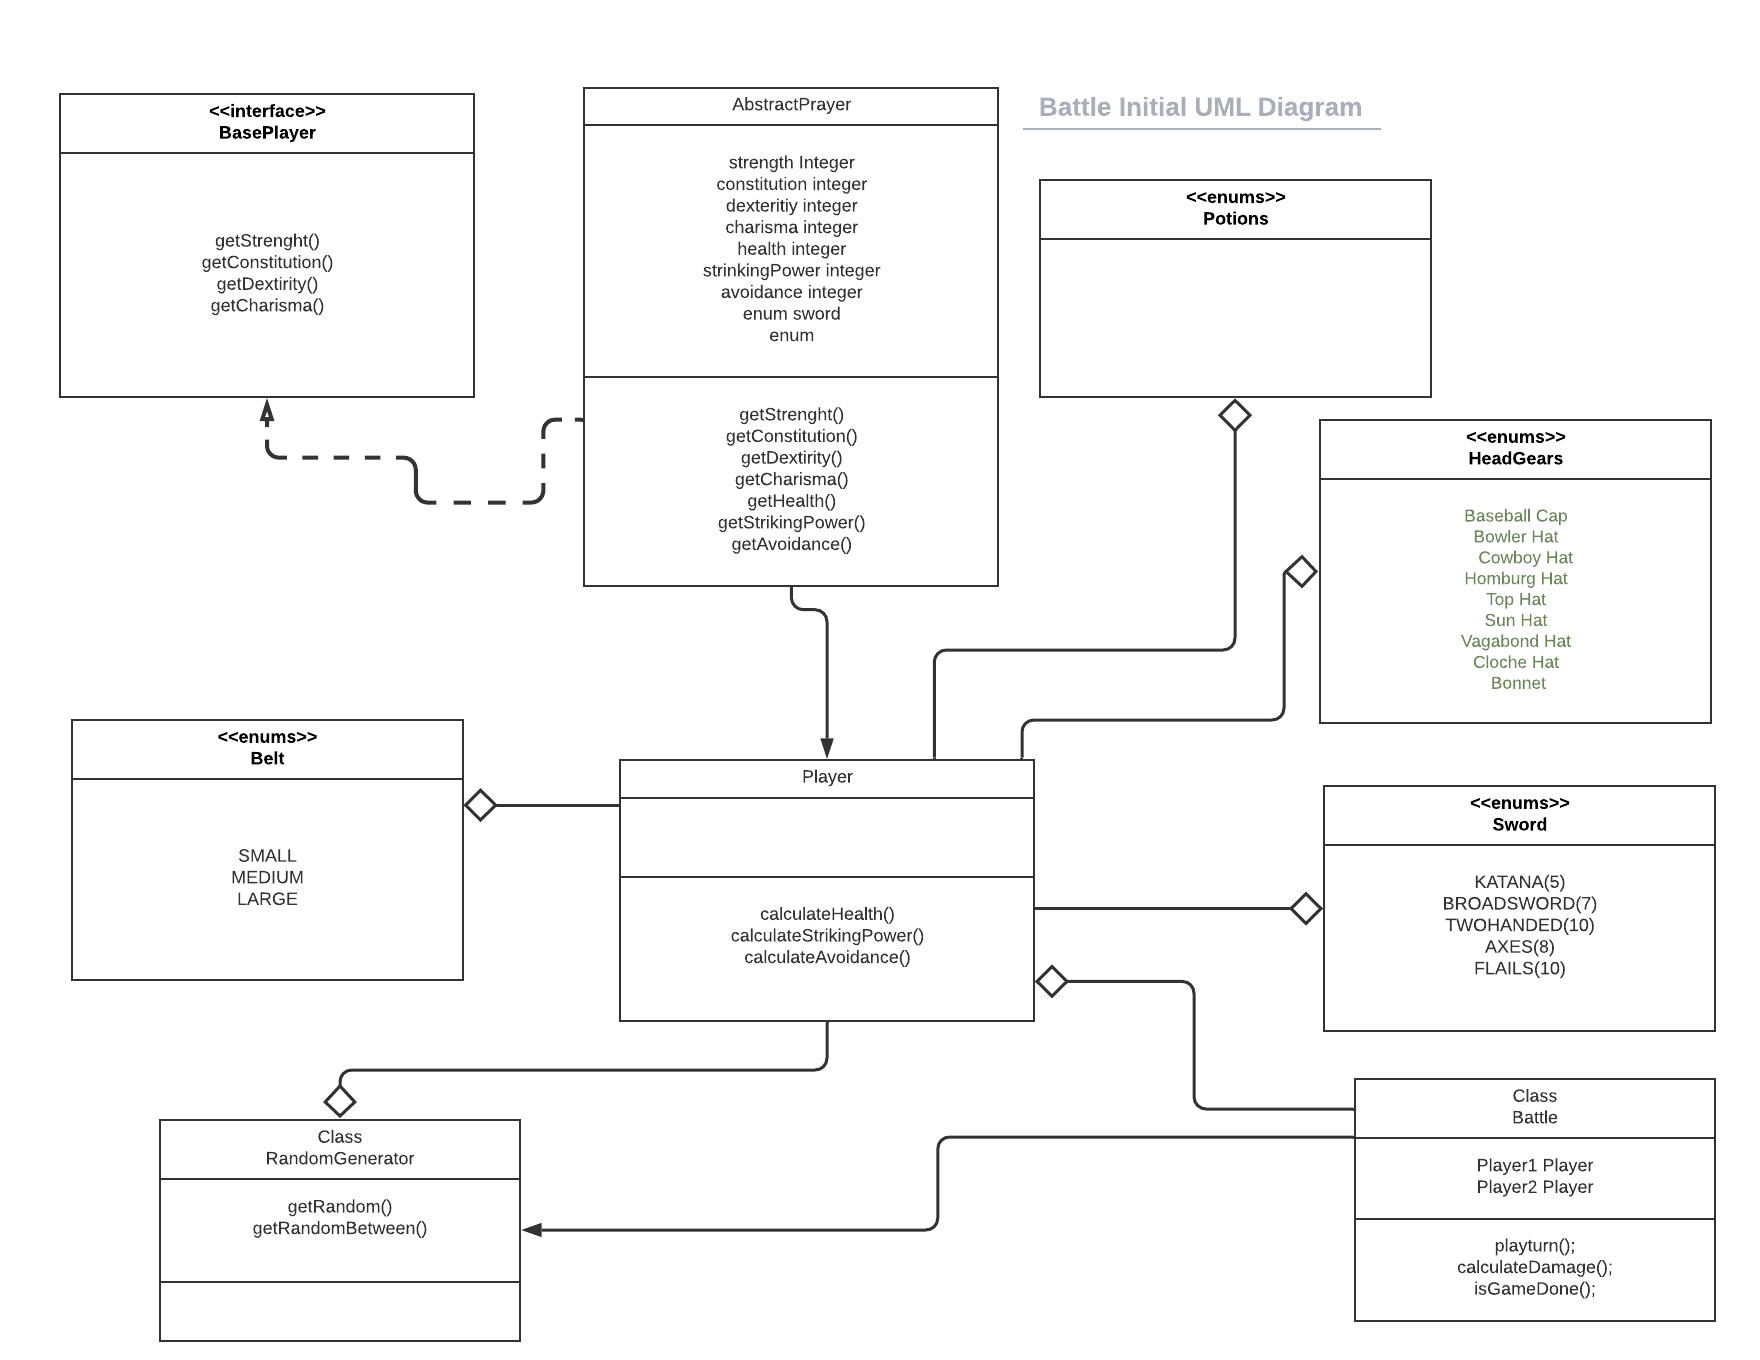 <<interface>>
BasePlayer
getStrenght()
getConstitution()
getDextirity()
getCharisma()
AbstractPrayer
strength Integer
constitution integer
dexteritiy integer
charisma integer
health integer
strinkingPower integer
avoidance integer
enum sword
enum
getStrenght()
getConstitution()
getDextirity()
getCharisma()
getHealth()
getStrikingPower()
getAvoidance()
Battle Initial UML Diagram
<<enums>>
Potions
<<enums>>
HeadGears
Baseball Cap
Bowler Hat
Cowboy Hat
Homburg Hat
Top Hat
Sun Hat
Vagabond Hat
Cloche Hat
Bonnet
<<enums>>
Belt
SMALL
MEDIUM
LARGE
Player
calculateHealth()
calculateStrikingPower()
calculateAvoidance()
<<enums>>
Sword
KATANA(5)
BROADSWORD(7)
TWOHANDED(10)
AXES(8)
FLAILS(10)
Class
RandomGenerator
getRandom()
getRandomBetween()
Class
Battle
Player1 Player
Player2 Player
playturn();
calculateDamage();
isGameDone();